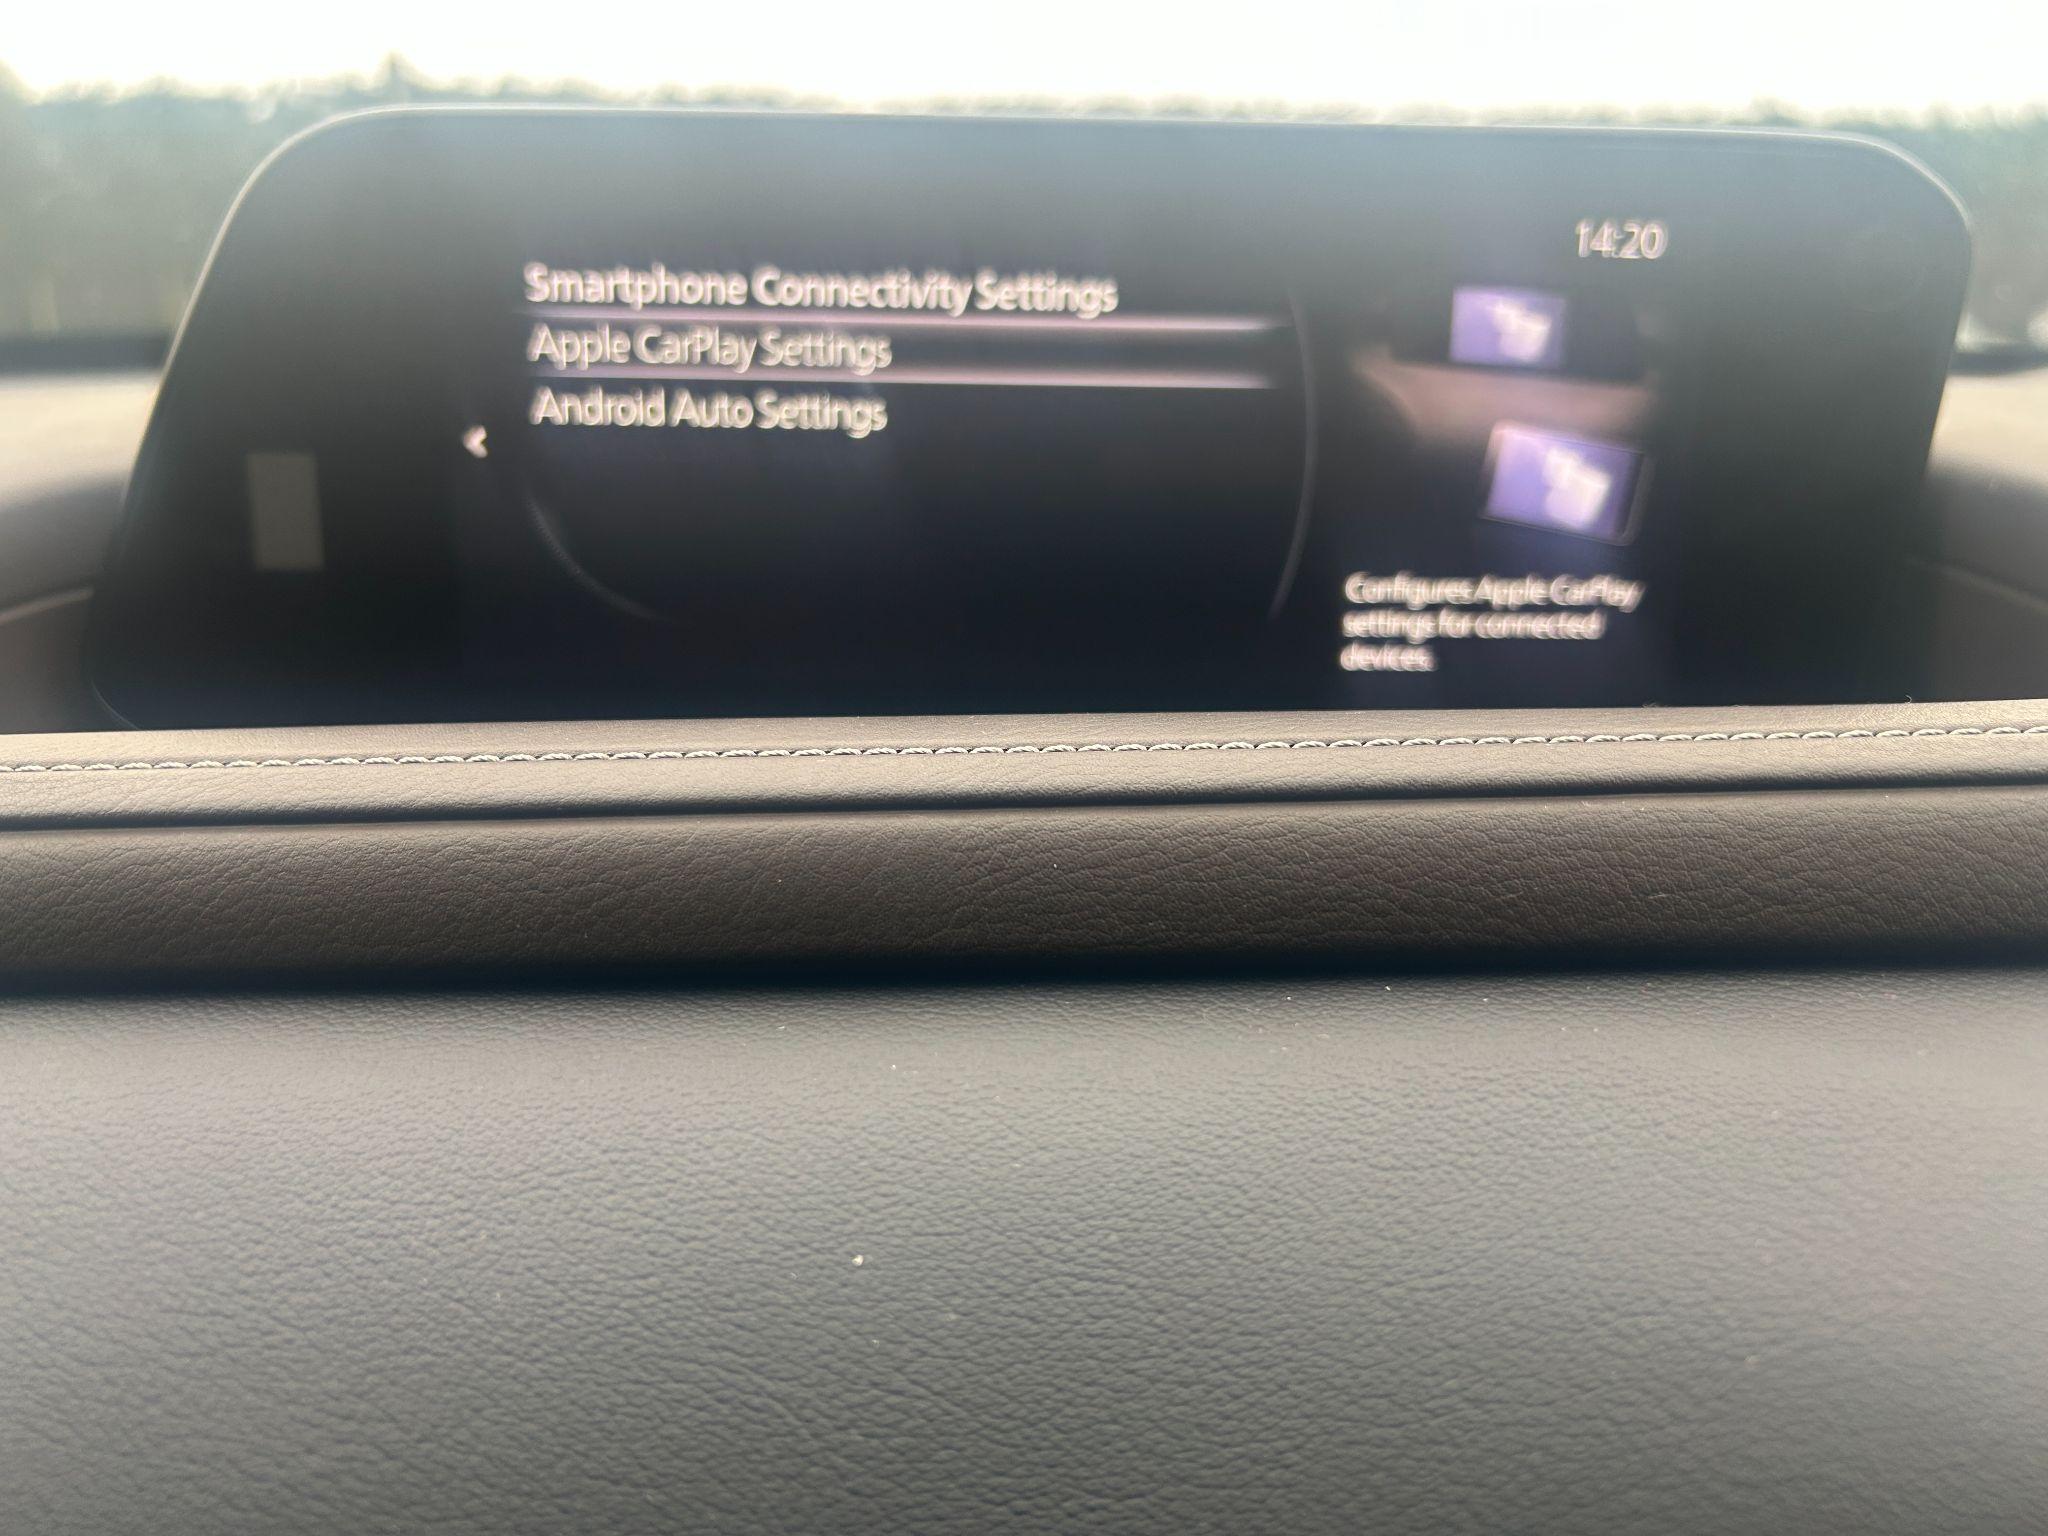 14:20
Smartphone Connectivity Settings
Apple CarPlay Settings
Android Auto Settings
Configures Apple CarPlay
settings for connected
devices.